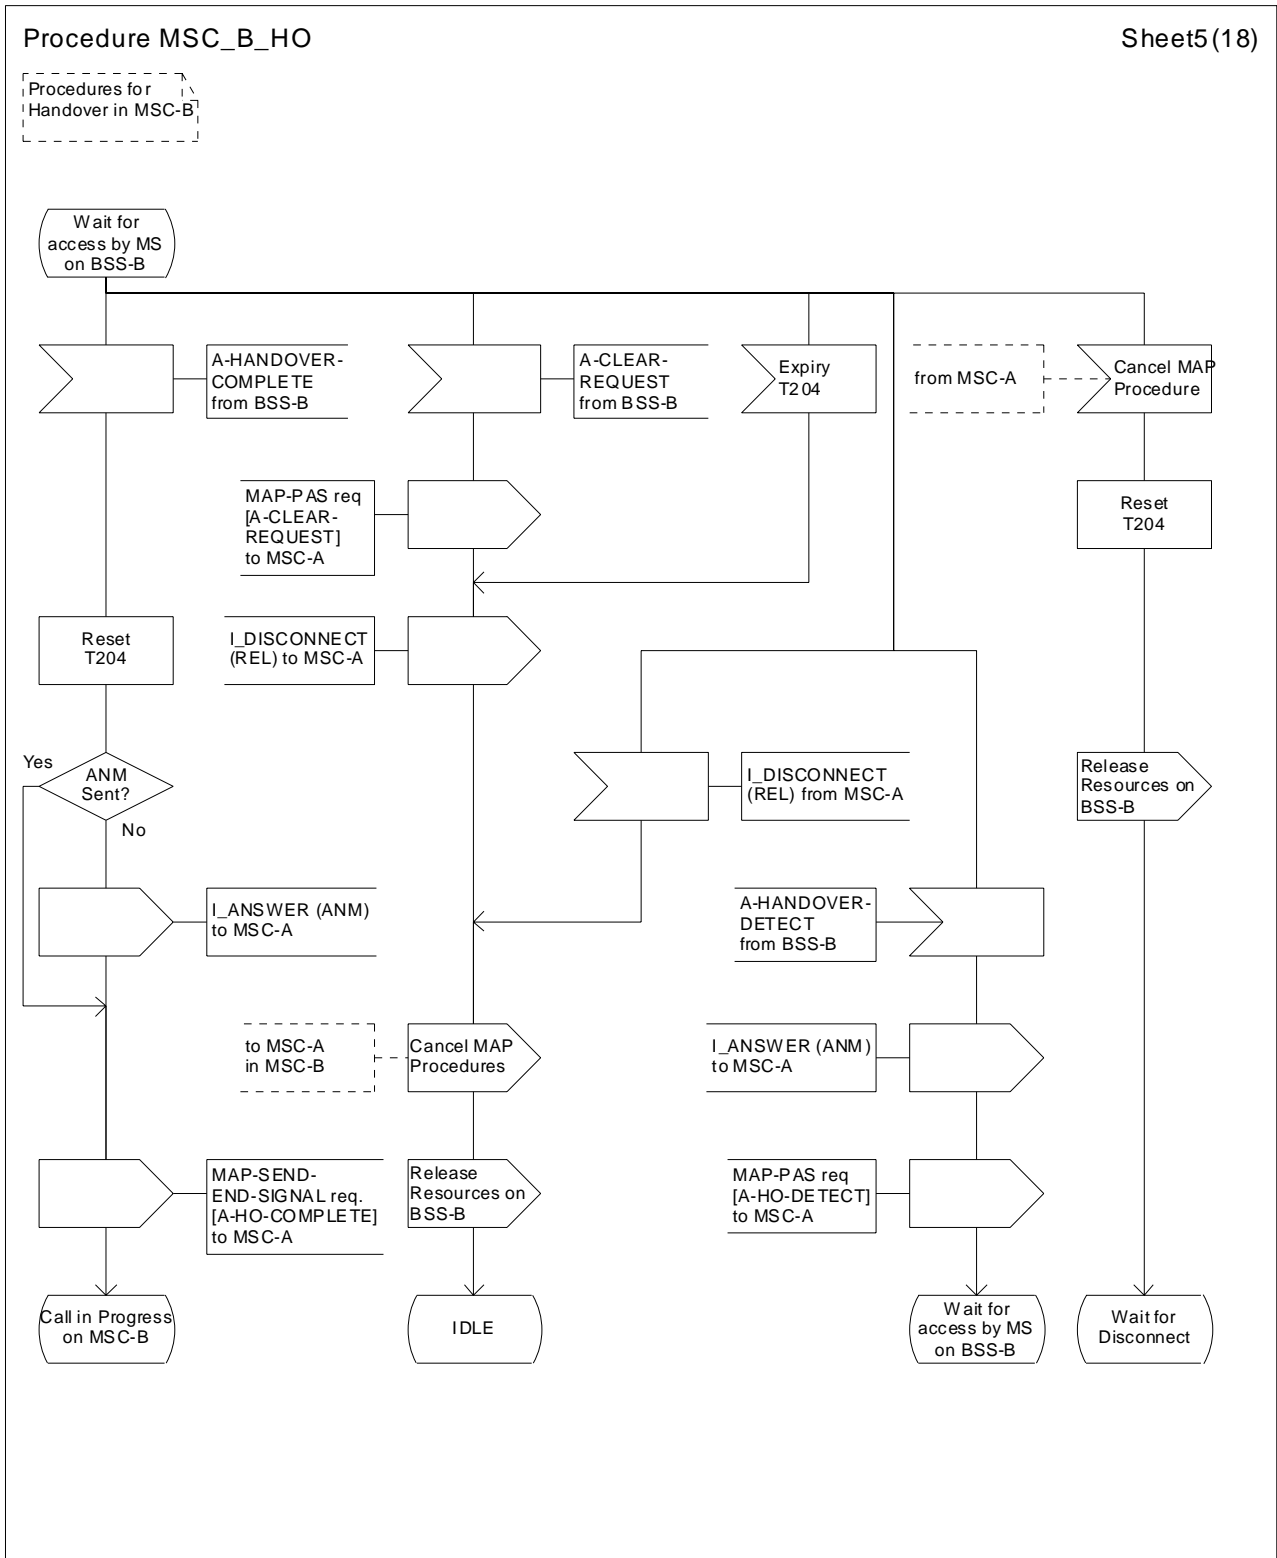 Procedure MSC_B_HO
Sheet5(18)
Procedures for
Handover in MSC-B
Wait for
access by MS
on BSS-B
A-HANDOVER-
COMPLETE
from BSS-B
A-CLEAR-
REQUEST
from BSS-B
Expiry
T204
from MSC-A
Cancel MAP
Procedure
MAP-PAS req
[A-CLEAR-
REQUEST]
to MSC-A
Reset
T204
Reset
T204
I_DISCONNECT
(REL) to MSC-A
Yes
ANM
Sent?
No
I_DISCONNECT
(REL) from MSC-A
Release
Resources on
BSS-B
I_ANSWER (ANM)
to MSC-A
A-HANDOVER-
DETECT
from BSS-B
to MSC-A
in MSC-B
Cancel MAP
Procedures
I_ANSWER (ANM)
to MSC-A
MAP-SEND-
END-SIGNAL req.
[A-HO-COMPLETE]
to MSC-A
Release
Resources on
BSS-B
MAP-PAS req
[A-HO-DETECT]
to MSC-A
Call in Progress
on MSC-B
IDLE
Wait for
access by MS
on BSS-B
Wait for
Disconnect